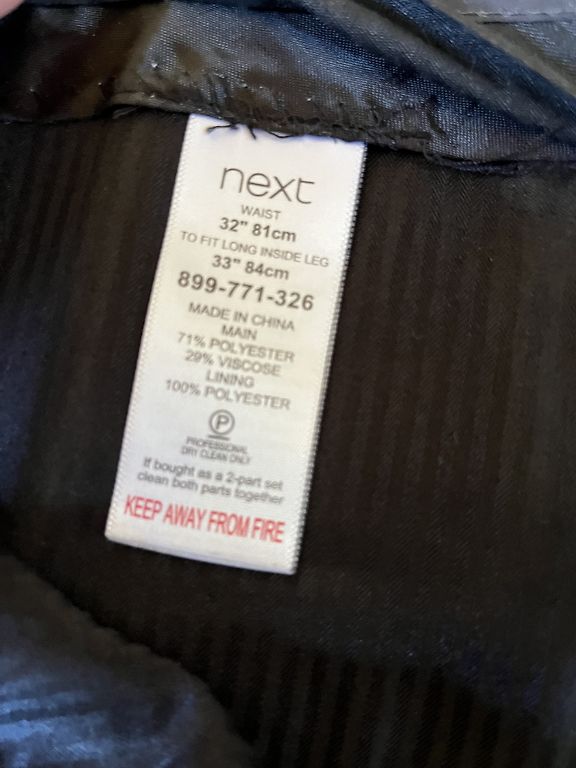 next
WAIST
32" 81cm
TO FIT LONG INSIDE LEG
33" 84cm
899-771-326
MADE IN CHINA
MAIN
71% POLYESTER
29% VISCOSE
LINING
100% POLYESTER
P
PROFESSIONAL
DRY CLEAN ONLY
If bought as a 2-part set
clean both parts together
KEEP AWAY FROM FIRE